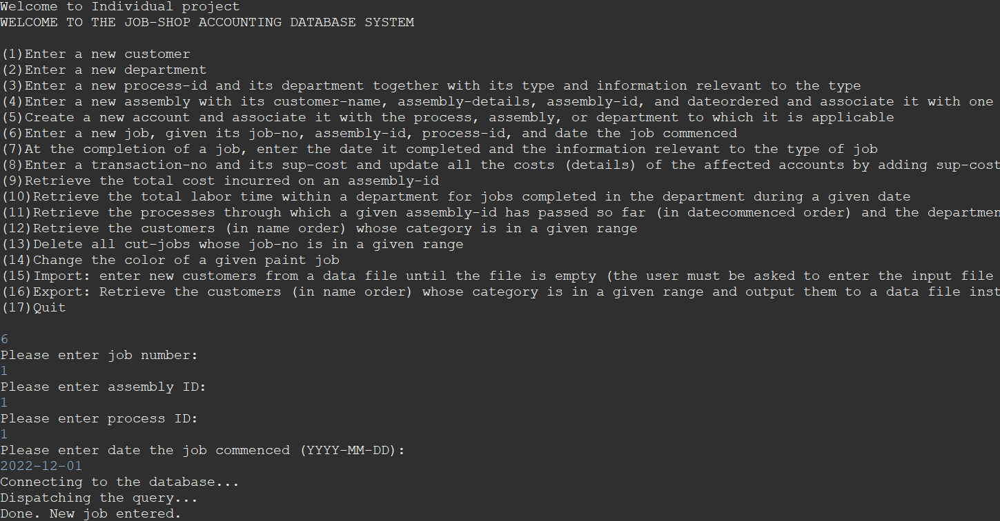 Welcome to Individual project
WELCOME TO THE JOB-SHOP ACCOUNTING DATABASE SYSTEM
(1)Enter a new customer
(2)Enter a new department
(3)Enter a new process-id and its department together with its type and information relevant to the type
(4)Enter a new assembly with its customer-name, assembly-details, assembly-id, and dateordered and associate it with one
(5)Create a new account and associate it with the process, assembly, or department to which it is applicable
(6)Enter a new job, given its job-no, assembly-id, process-id, and date the job commenced
(7)At the completion of a job, enter the date it completed and the information relevant to the type of job
(8)Enter a transaction-no and its sup-cost and update all the costs (details) of the affected accounts by adding sup-cost
(9)Retrieve the total cost incurred on an assembly-id
(10)Retrieve the total labor time within a department for jobs completed in the department during a given date
(11)Retrieve the processes through which a given assembly-id has passed so far (in datecommenced order) and the departmen
(12)Retrieve the customers (in name order) whose category is in a given range
(13)Delete all cut-jobs whose job-no is in a given range
(14)Change the color of a given paint job
(15)Import: enter new customers from a data file until the file is empty (the user must be asked to enter the input file
(16)Export: Retrieve the customers (in name order) whose category is in a given range and output them to a data file inst
(17)Quit
6
Please enter job number:
1
Please enter assembly ID:
1
Please enter process ID:
1
Please enter date the job commenced (YYYY-MM-DD):
2022-12-01
Connecting to the database...
Dispatching the query...
Done. New job entered.